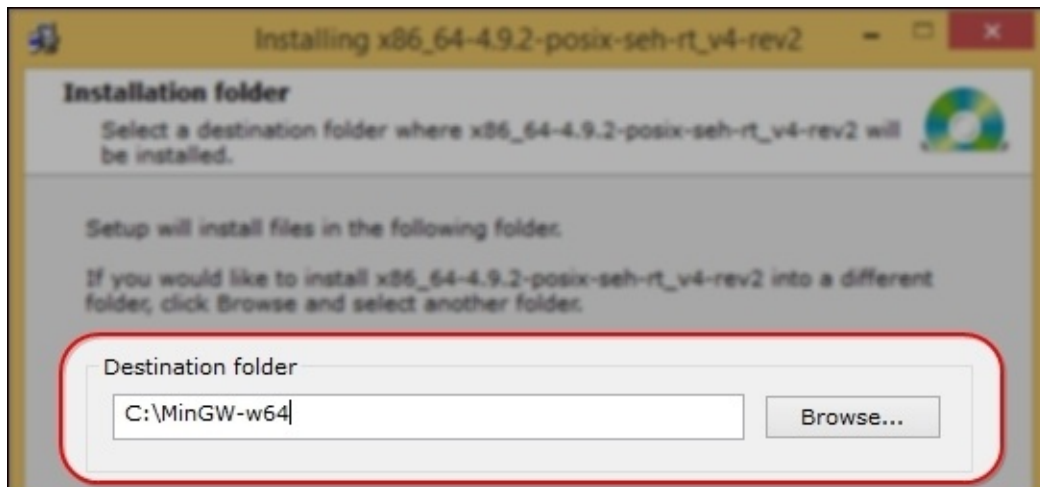 Installing x86_64-4.9.2-posix-seh-rt_v4-rev2
Installation folder
Select a destination folder where x86_64-4.9.2-posix-seh-rt_v4-rev2 will
be installed.
Setup will install files in the following folder.
If you would like to install x86_64-4.9.2-posix-seh-rt_v4-rev2 into a different
folder, click Browse and select another folder.
Destination folder
C:\MinGW-w64
Browse...